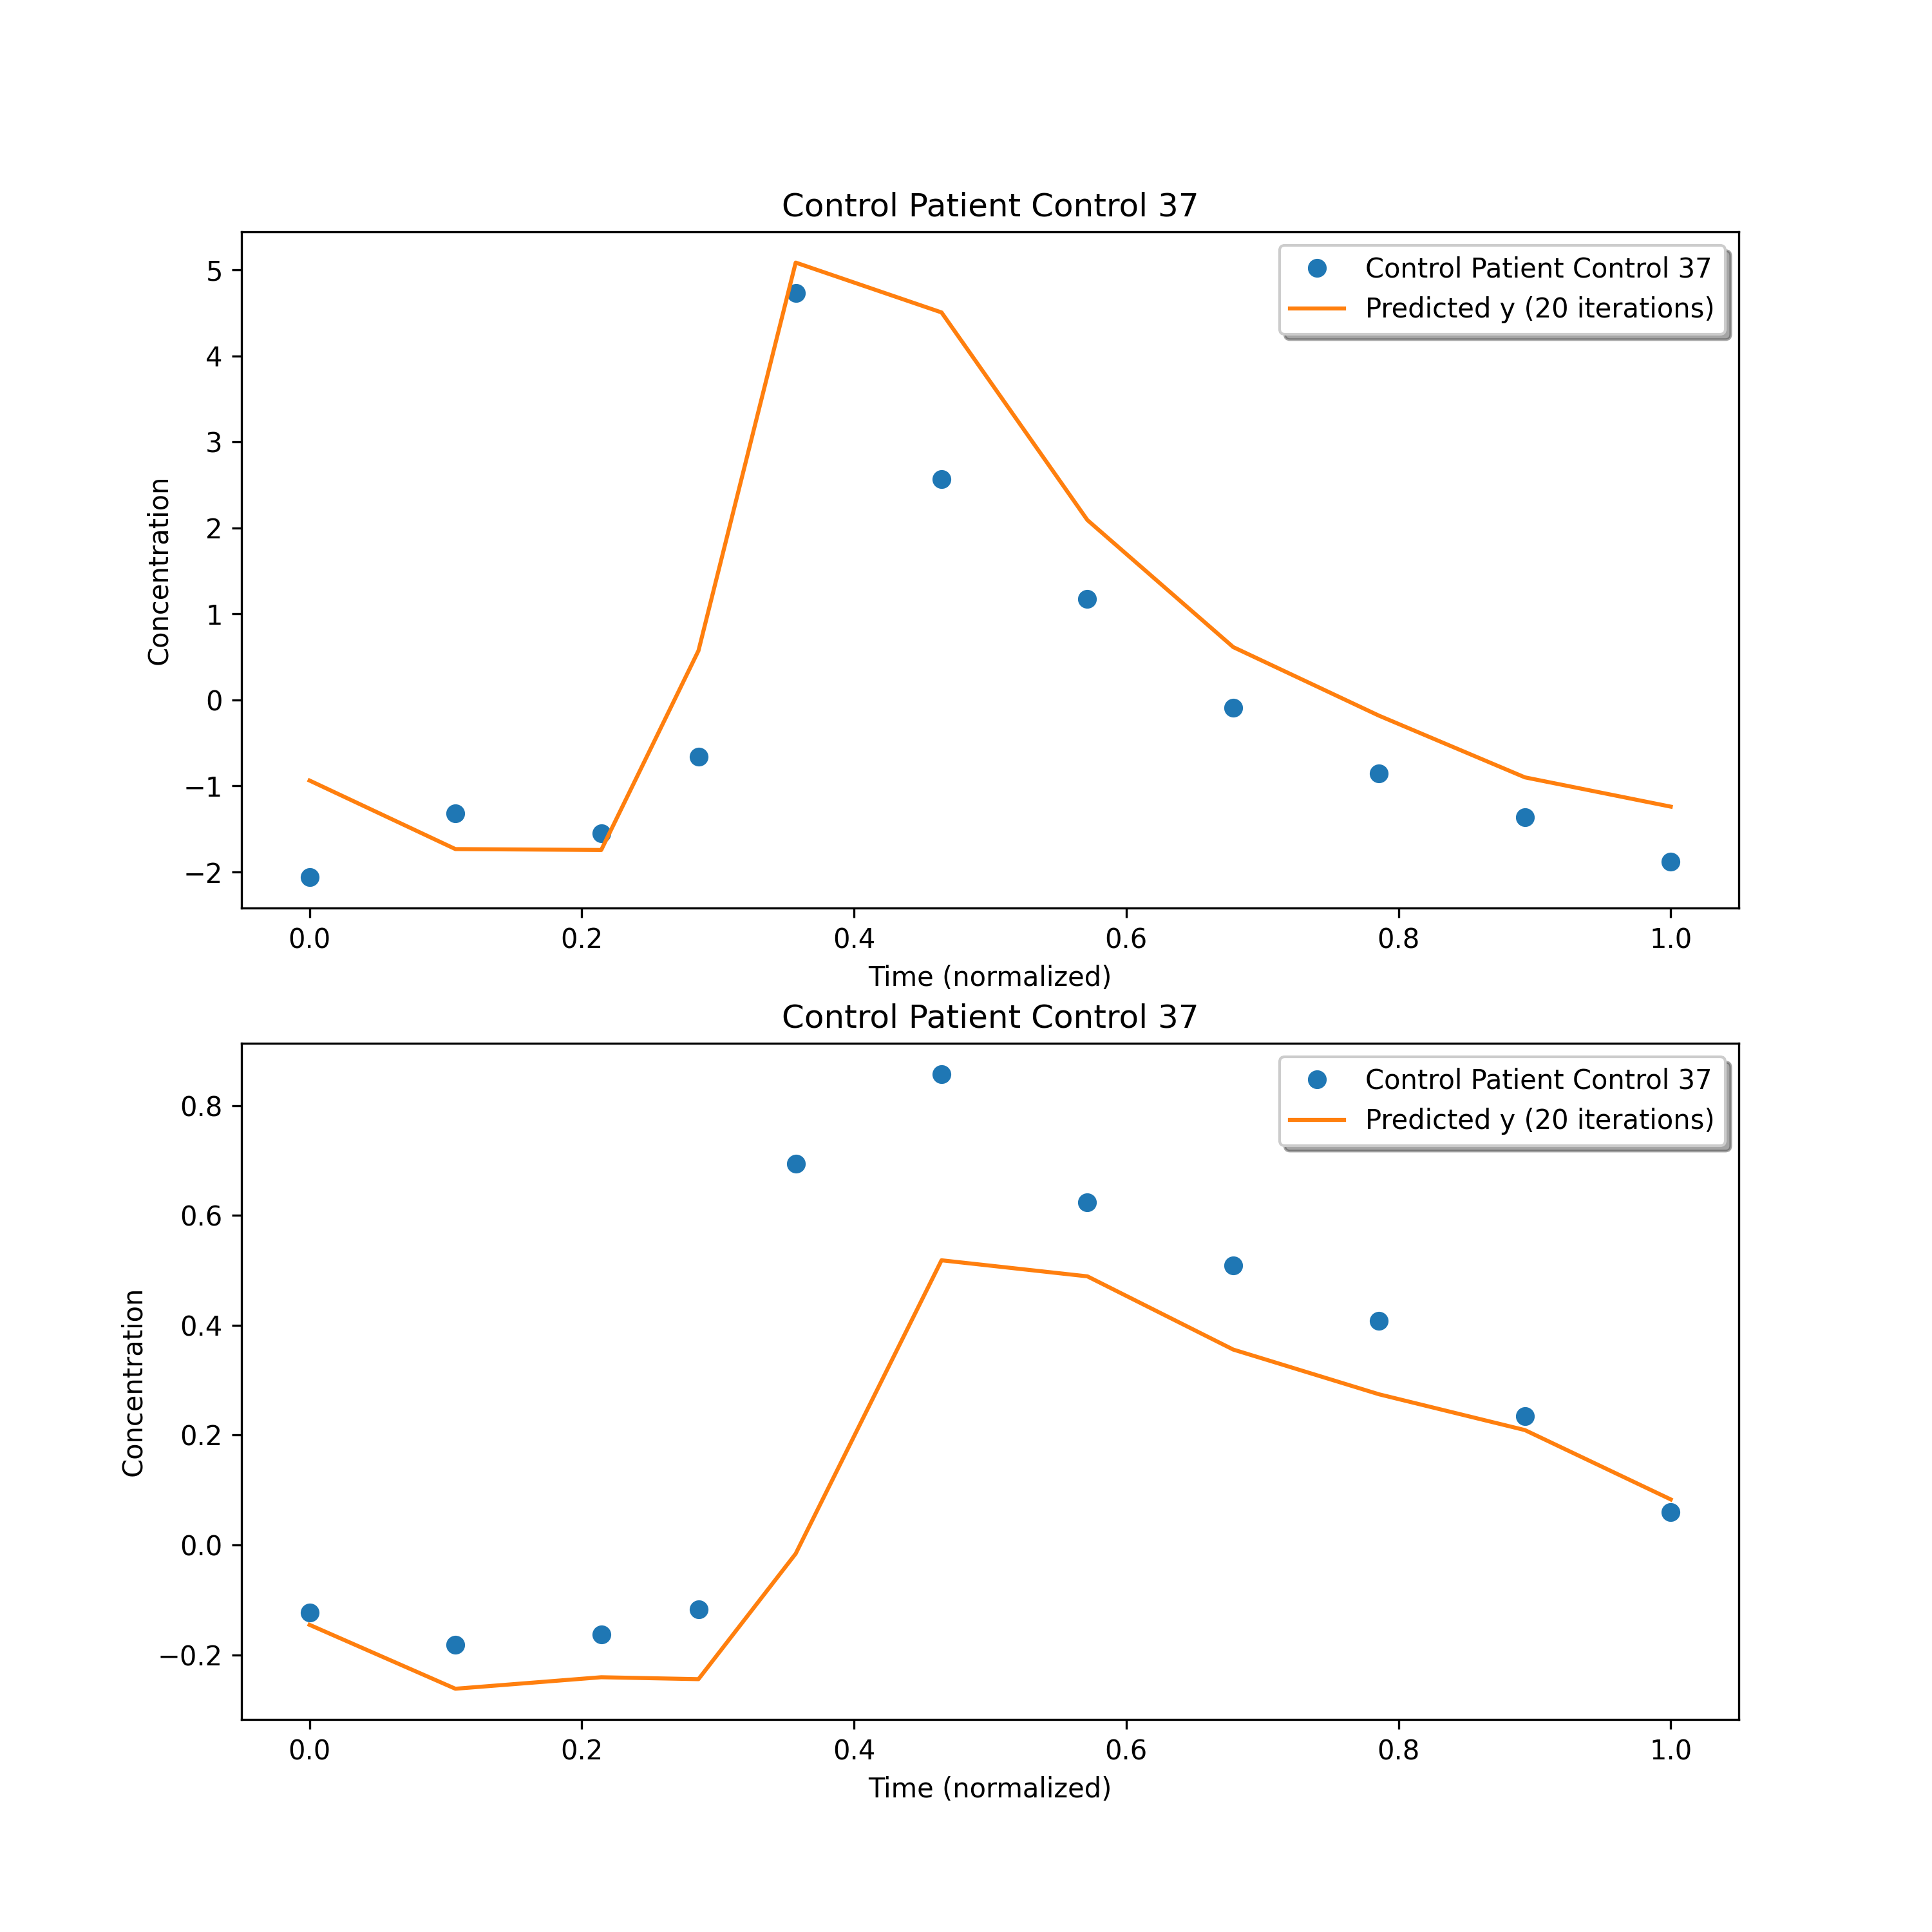 Control Patient Control 37
Control Patient Control 37
Predicted y (20 iterations)
5
4
3
2
1
0
−1
−2
Concentration
0.0 0.2 0.4 0.6 0.8 1.0
Time (normalized)
Control Patient Control 37
Control Patient Control 37
Predicted y (20 iterations)
0.8
0.6
0.4
0.2
0.0
−0.2
Concentration
0.0 0.2 0.4 0.6 0.8 1.0
Time (normalized)